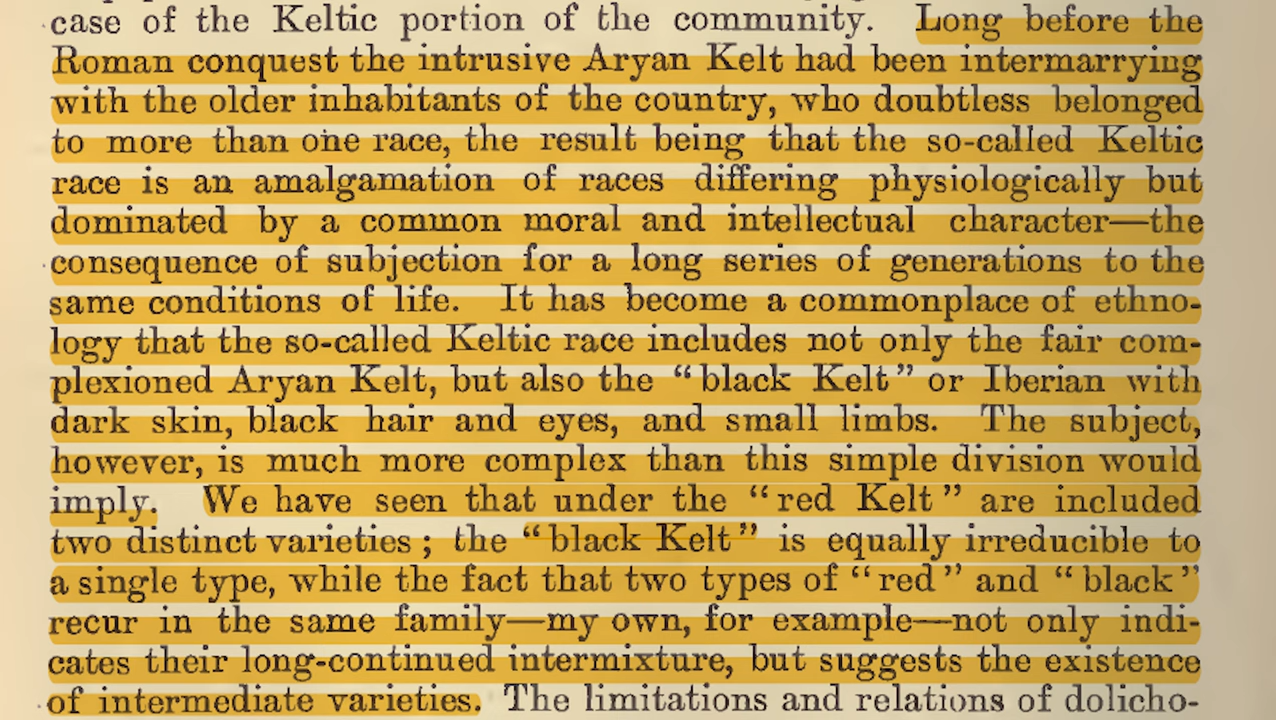 case of the Keltic portion of the community. Long before the
Roman conquest the intrusive Aryan Kelt had been intermarrying
with the older inhabitants of the country, who doubtless belonged
to more than one race, the result being that the so-called Keltic
race is an amalgamation of races differing physiologically but
dominated by a common moral and intellectual character—the
consequence of subjection for a long series of generations to the
same conditions of life. It has become a commonplace of ethno-
logy that the so-called Keltic race includes not only the fair com-
plexioned Aryan Kelt, but also the “black Kelt” or Iberian with
dark skin, black hair and eyes, and small limbs. The subject,
however, is much more complex than this simple division would
imply. We have seen that under the “red Kelt” are included
two distinct varieties; the “black Kelt” is equally irreducible to
a single type, while the fact that two types of “red” and “black”
recur in the same family—my own, for example—not only indi-
cates their long-continued intermixture, but suggests the existence
of intermediate varieties. The limitations and relations of dolicho-